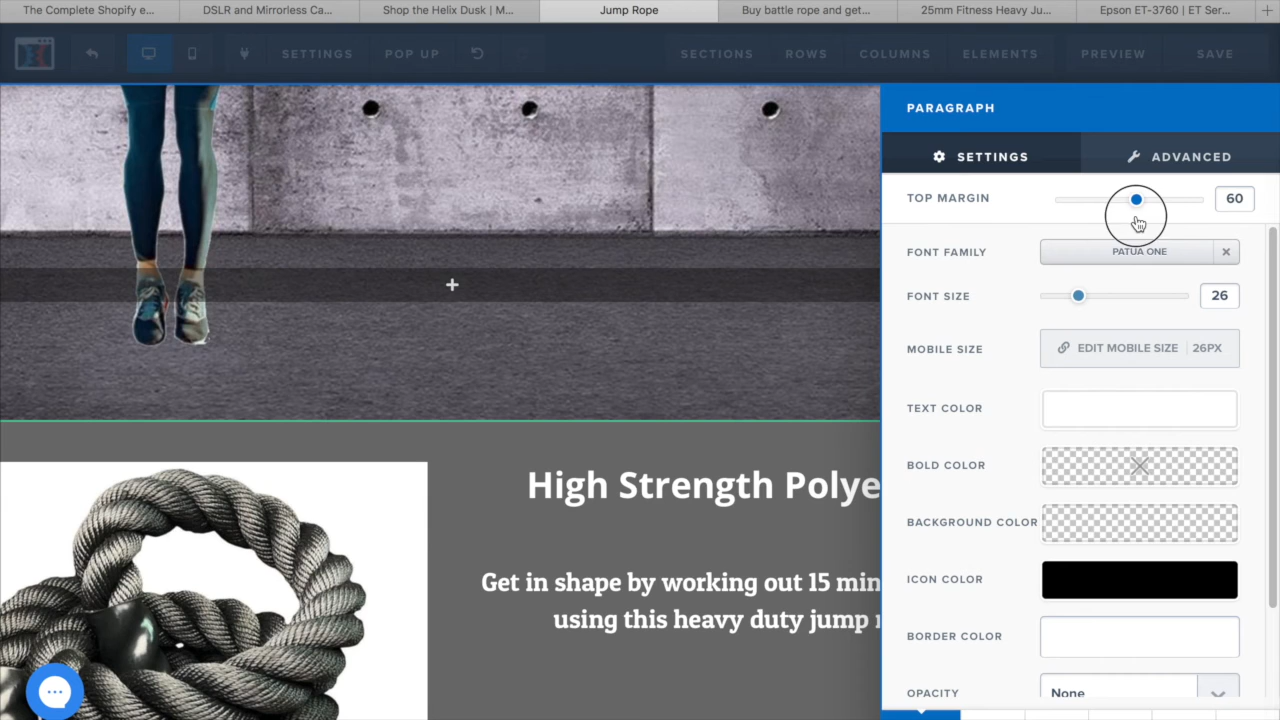 The Complete Shopify e...
DSLR and Mirrorless Ca...
Shop the Helix Dusk | M...
Jump Rope
Buy battle rope and get...
25mm Fitness Heavy Ju...
Epson ET-3760 | ET Ser...
SETTINGS
POP UP
SECTIONS
ROWS
COLUMNS
ELEMENTS
PREVIEW
SAVE
PARAGRAPH
SETTINGS
ADVANCED
TOP MARGIN
60
FONT FAMILY
PATUA ONE
FONT SIZE
26
MOBILE SIZE
EDIT MOBILE SIZE
26PX
TEXT COLOR
BOLD COLOR
BACKGROUND COLOR
ICON COLOR
BORDER COLOR
OPACITY
None
High Strength Polye
Get in shape by working out 15 min
using this heavy duty jump